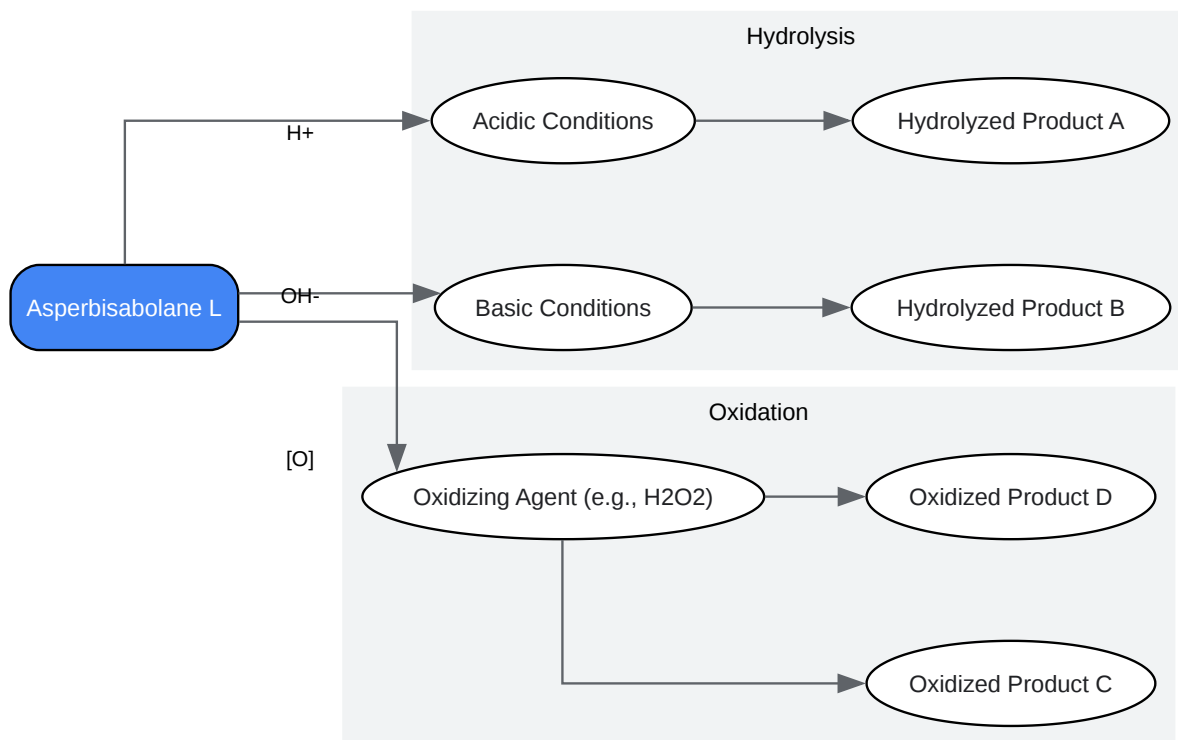 Hydrolysis
H+
Acidic Conditions
Hydrolyzed Product A
Asperbisabolane L
OH-
Basic Conditions
Hydrolyzed Product B
Oxidation
[O]
Oxidizing Agent (e.g., H2O2)
Oxidized Product D
Oxidized Product C